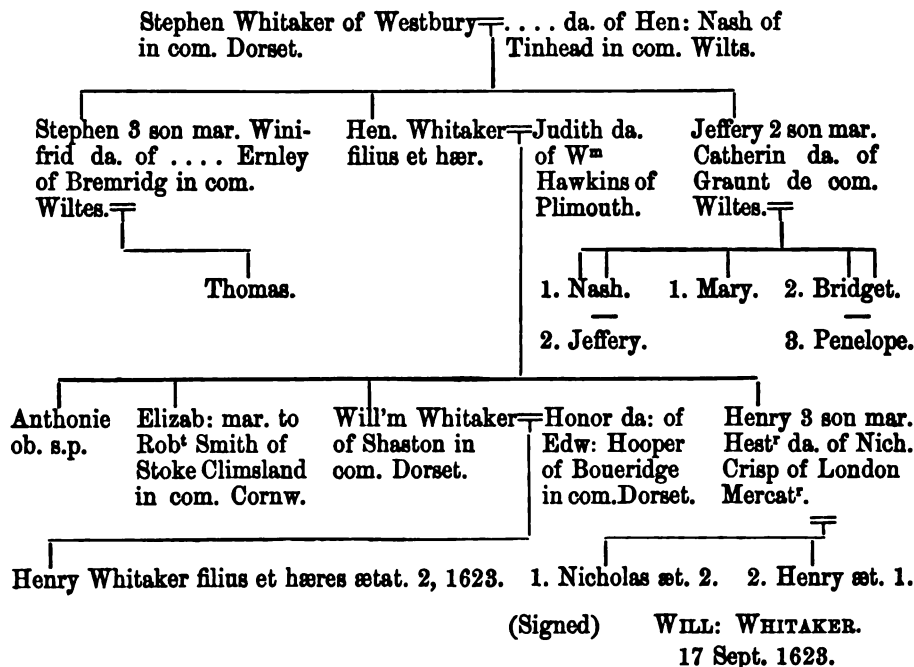 Stephen Whitaker of Westbury=.... da. of Hen: Nash of
in com. Dorset. Tinhead in com. Wilts.
Stephen 3 son mar. Wini-
frid da. of .... Ernley
of Bremridg in com.
Wiltes.=
Hen. Whitaker=Judith da.
filius et hær. of Wᵐ
Hawkins of
Plimouth.
Jeffery 2 son mar.
Catherin da. of
Graunt de com.
Wiltes.=
Thomas.
1. Nash. 1. Mary. 2. Bridget.
2. Jeffery. 3. Penelope.
Anthonie
ob. s.p.
Elizab: mar. to
Robᵗ Smith of
Stoke Climsland
in com. Cornw.
Will'm Whitaker=Honor da: of
of Shaston in Edw: Hooper
com. Dorset. of Boueridge
in com.Dorset.
Henry 3 son mar.
Hestʳ da. of Nich.
Crisp of London
Mercatʳ.
=
Henry Whitaker filius et hæres ætat. 2, 1623. 1. Nicholas æt. 2. 2. Henry æt. 1.
(Signed) WILL: WHITAKER.
17 Sept. 1623.